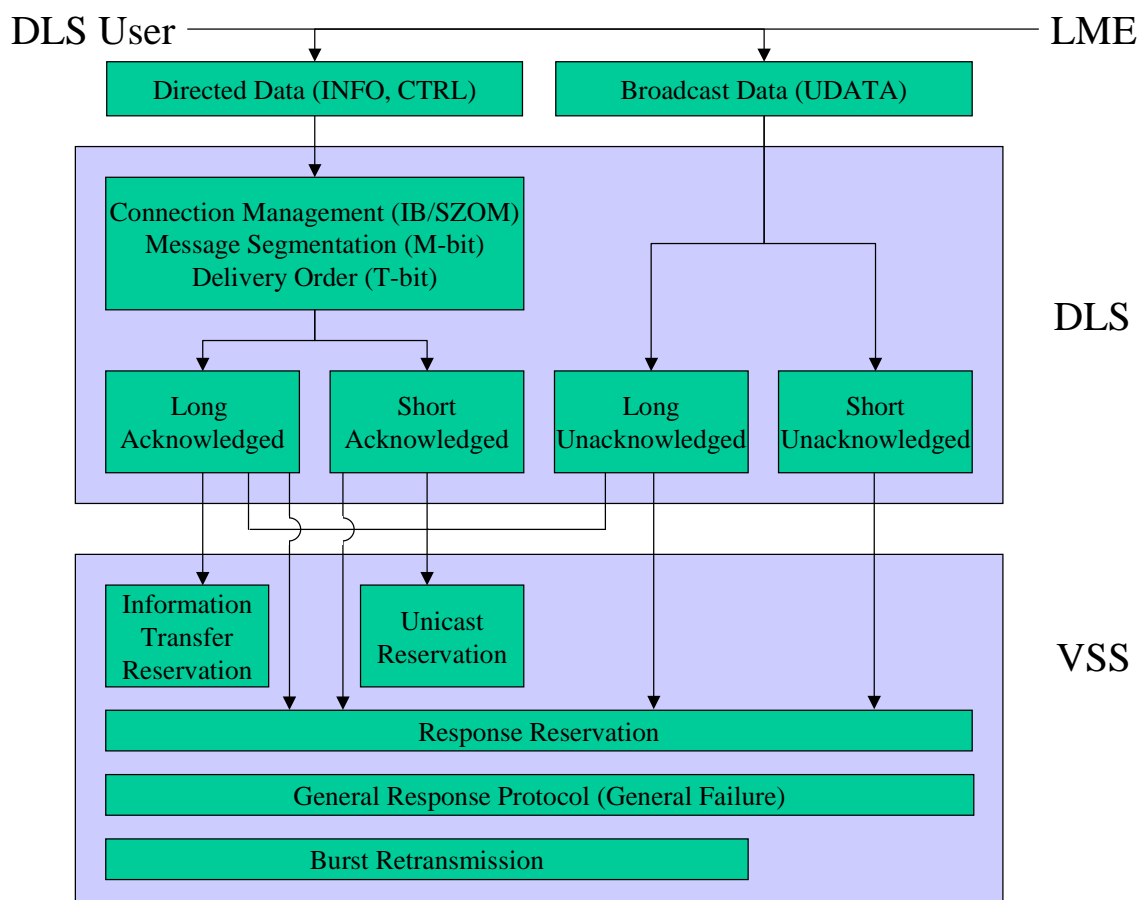 DLS User
LME
Directed Data (INFO, CTRL)
Broadcast Data (UDATA)
Connection Management (IB/SZOM)
Message Segmentation (M-bit)
Delivery Order (T-bit)
DLS
Long
Acknowledged
Short
Acknowledged
Long
Unacknowledged
Short
Unacknowledged
Information
Transfer
Reservation
Unicast
Reservation
VSS
Response Reservation
General Response Protocol (General Failure)
Burst Retransmission